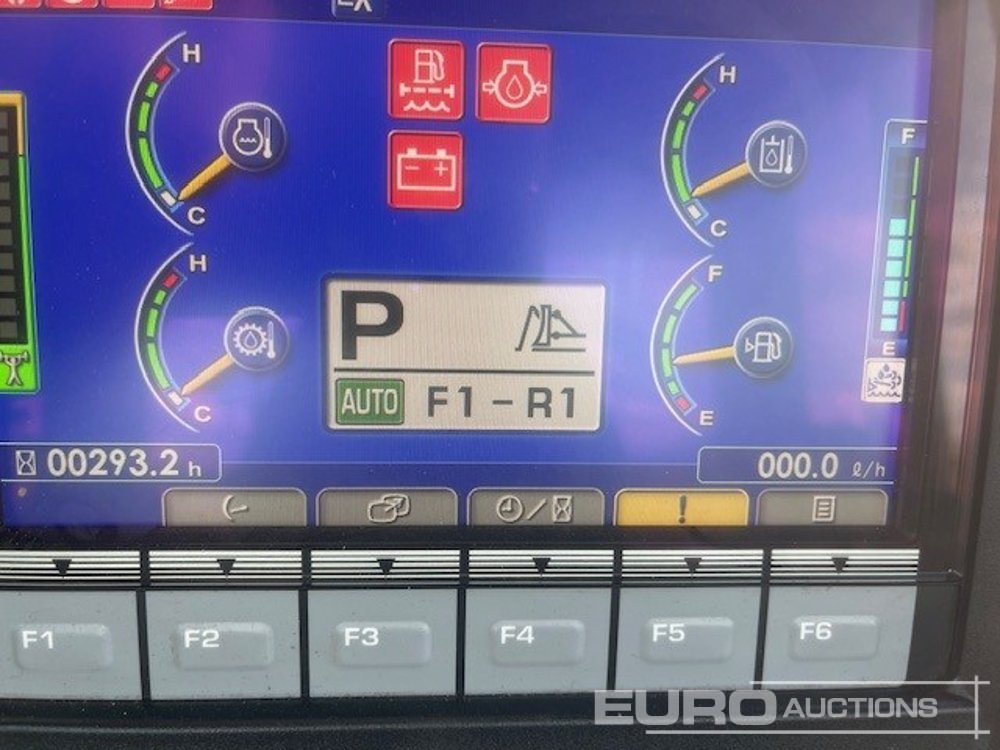 H
H
F
C
C
P
H
F
AUTO F1-R1
E
C
E
00293.2 h
000.0 ℓ/h
!
F1 F2 F3 F4 F5 F6
EURO AUCTIONS